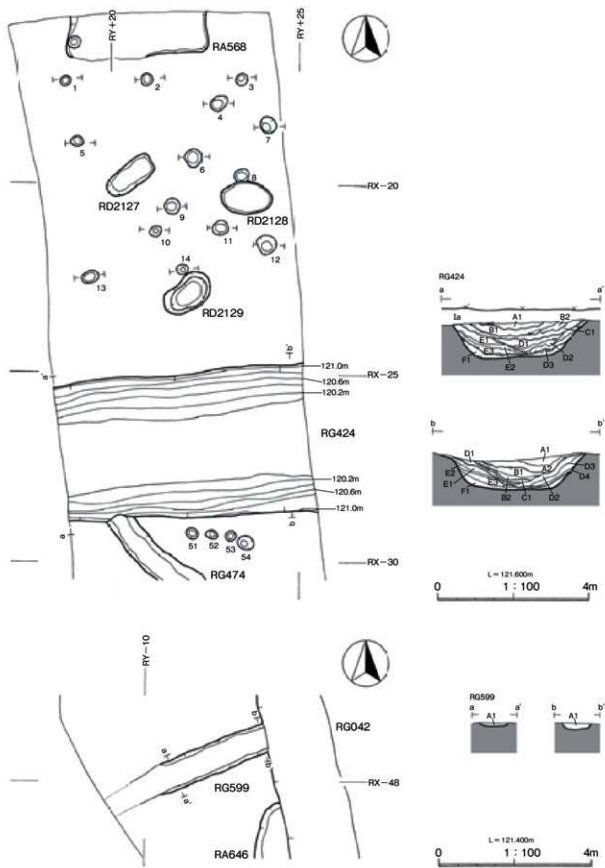 RY+20
RY+25
RA568
1
2
3
4
5
6
7
8
RX-20
RD2127
RD2128
9
10
11
12
13
14
RD2129
b'
a'
121.0m
RX-25
120.6m
120.2m
RG424
120.2m
120.6m
121.0m
a
b
51
52
53
54
RX-30
RG474
RG424
a
a'
Ia
A1
B2
B1
C1
E1
D1
F1
E3
E2
D3
D2
b
b'
D1
A1
E2
B1
A2
D3
E1
E3
D4
F1
B2
C1
D2
L=121.600m
0
1:100
4m
RY-10
b'
RG042
a
b
a'
RG599
RX-48
RA646
RG599
a
A1
a'
b
A1
b'
L=121.400m
0
1:100
4m